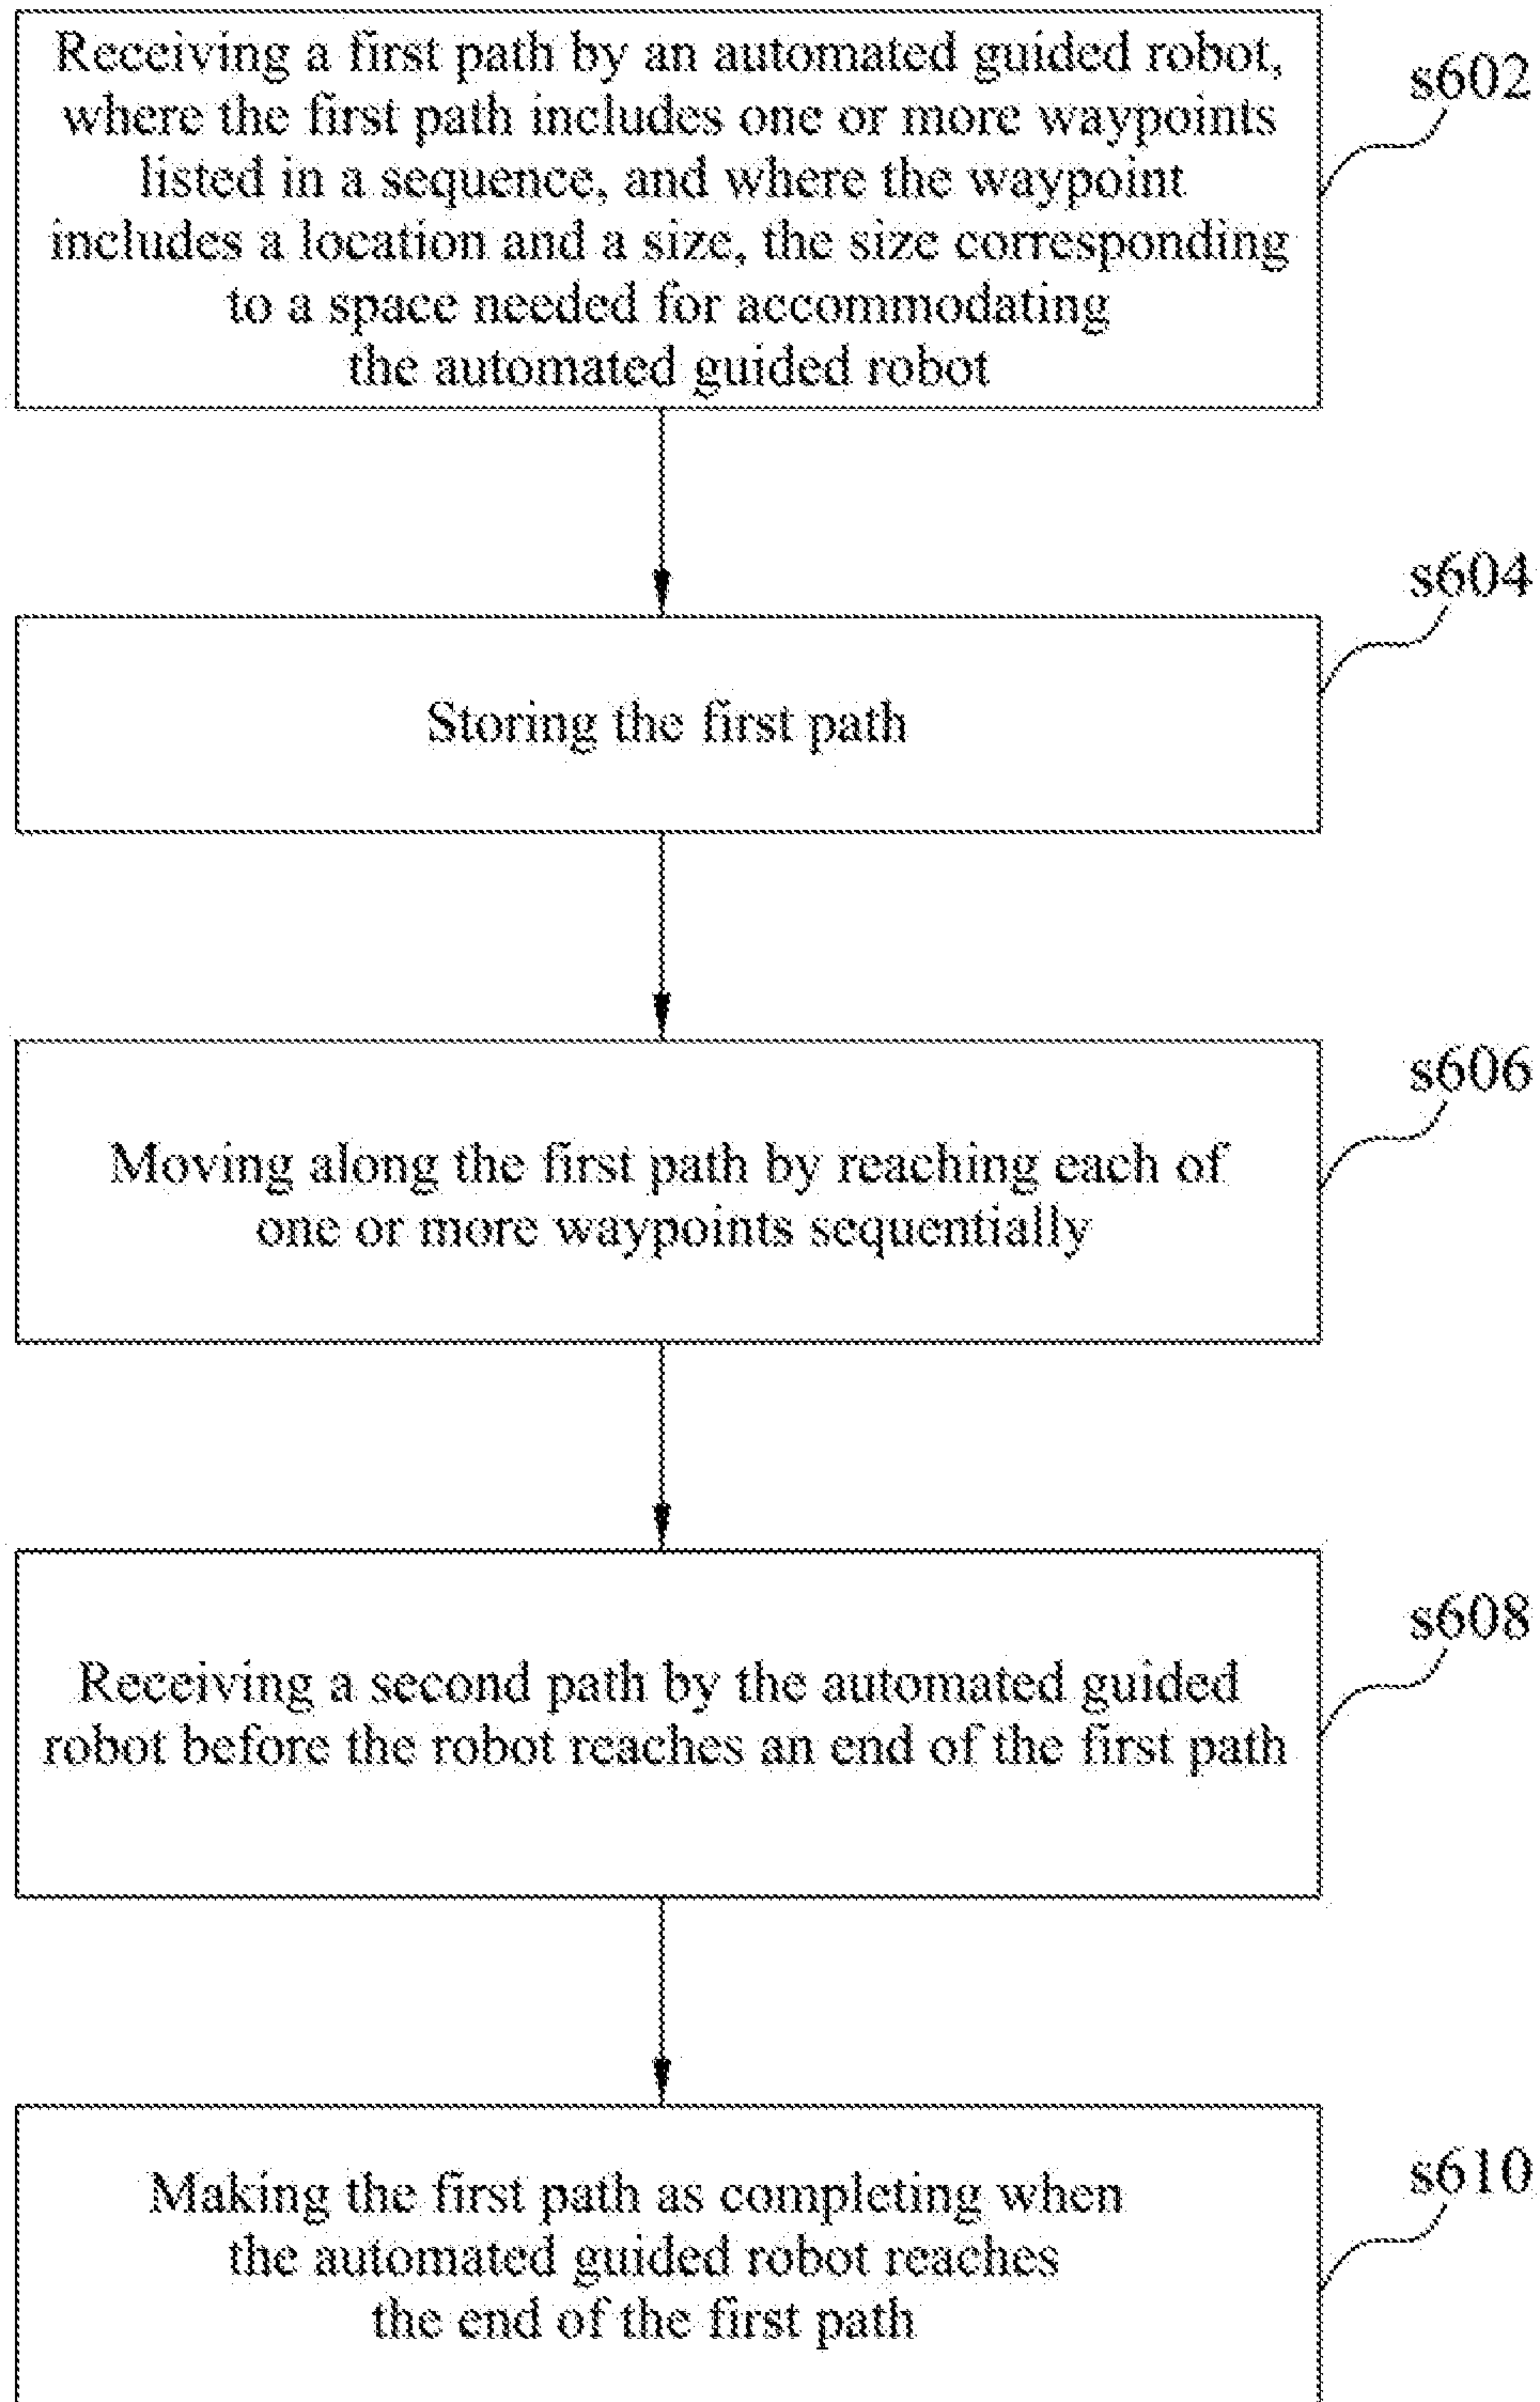 Receiving a first path by an automated guided robot,
where the first path includes one or more waypoints
listed in a sequence, and where the waypoint
includes a location and a size, the size corresponding
to a space needed for accommodating
the automated guided robot
s602
Storing the first path
s604
Moving along the first path by reaching each of
one or more waypoints sequentially
s606
Receiving a second path by the automated guided
robot before the robot reaches an end of the first path
s608
Making the first path as completing when
the automated guided robot reaches
the end of the first path
s610